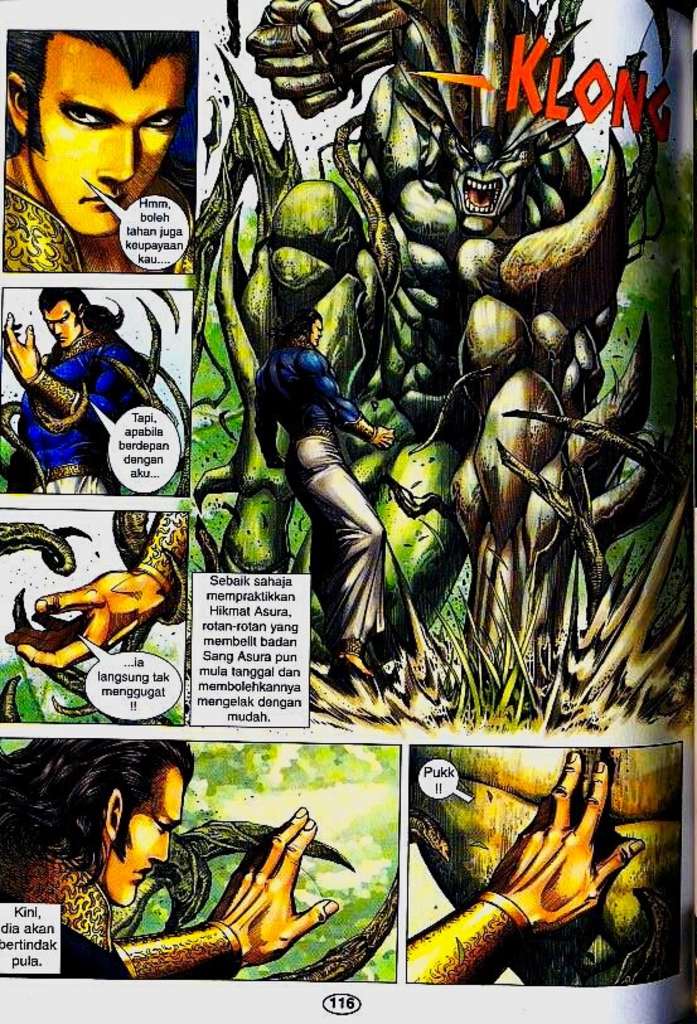 Hmm,
boleh
tahan juga
keupayaan
kau....
KLONG
Tapi,
apabila
berdepan
dengan
aku...
...ia
langsung tak
menggugat
!!
Sebaik sahaja
mempraktikkan
Hikmat Asura,
rotan-rotan yang
membelit badan
Sang Asura pun
mula tanggal dan
membolehkannya
mengelak dengan
mudah.
Kini,
dia akan
bertindak
pula.
Pukk
!!
116